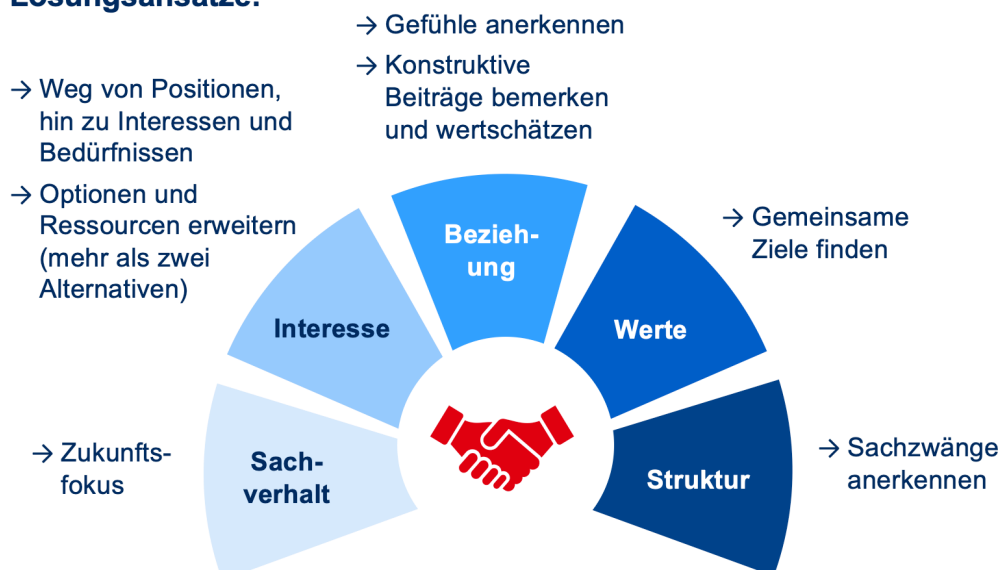 Lösungsansätze:
→ Gefühle anerkennen
→ Konstruktive
Beiträge bemerken
und wertschätzen
→ Weg von Positionen,
hin zu Interessen und
Bedürfnissen
→ Optionen und
Ressourcen erweitern
(mehr als zwei
Alternativen)
Bezieh-
ung
→ Gemeinsame
Ziele finden
Interesse
Werte
→ Zukunfts-
fokus
Sach-
verhalt
Struktur
→ Sachzwänge
anerkennen